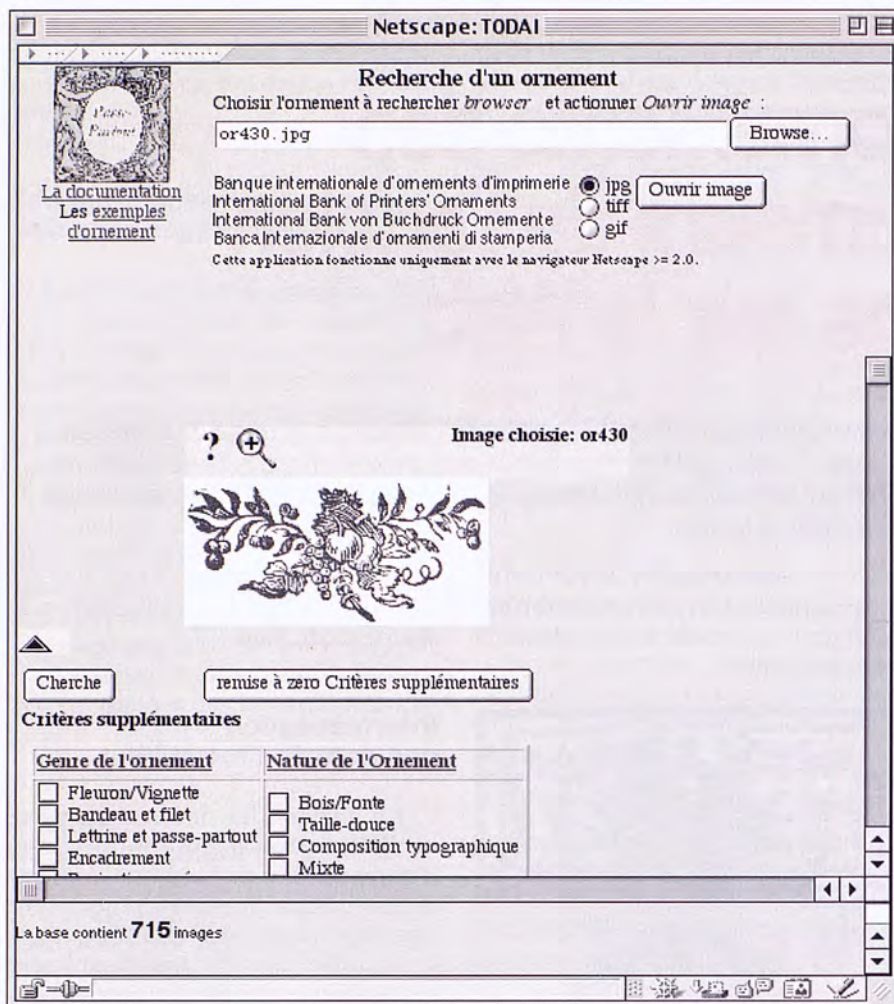 Netscape: TODAI
Recherche d'un ornement
Choisir l'ornement à rechercher browser et actionner Ouvrir image :
or430.jpg
Browse...
Passe-
Partout
La documentation
Les exemples
d'ornement
Banque internationale d'ornements d'imprimerie
International Bank of Printers' Ornaments
International Bank von Buchdruck Ornemente
Banca Internazionale d'ornamenti di stamperia
jpg
tiff
gif
Ouvrir image
Cette application fonctionne uniquement avec le navigateur Netscape >= 2.0.
?
Image choisie: or430
Cherche
remise à zero Critères supplémentaires
Critères supplémentaires
Genre de l'ornement
Nature de l'Ornement
Fleuron/Vignette
Bandeau et filet
Lettrine et passe-partout
Encadrement
Bois/Fonte
Taille-douce
Composition typographique
Mixte
La base contient 715 images